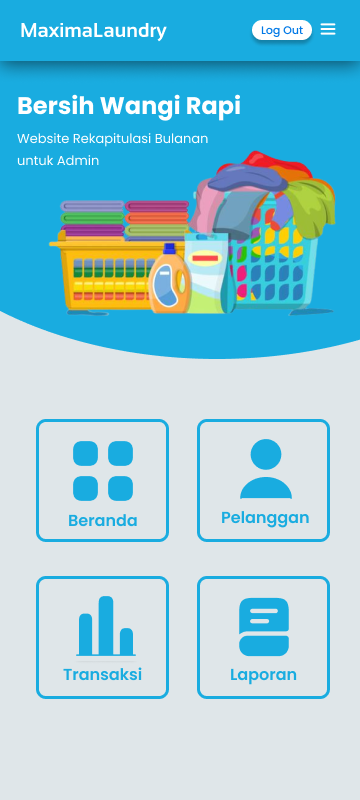 MaximaLaundry
Log Out
Bersih Wangi Rapi
Website Rekapitulasi Bulanan
untuk Admin
Beranda
Pelanggan
Transaksi
Laporan